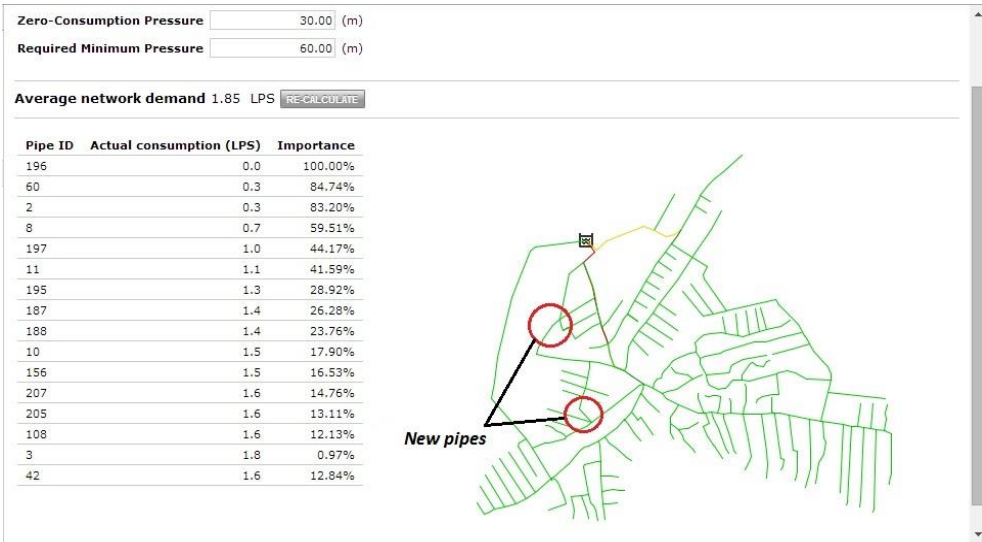 Zero-Consumption Pressure 30.00 (m)
Required Minimum Pressure 60.00 (m)
Average network demand 1.85 LPS RE-CALCULATE
Pipe ID Actual consumption (LPS) Importance
196 0.0 100.00%
60 0.3 84.74%
2 0.3 83.20%
8 0.7 59.51%
197 1.0 44.17%
11 1.1 41.59%
195 1.3 28.92%
187 1.4 26.28%
188 1.4 23.76%
10 1.5 17.90%
156 1.5 16.53%
207 1.6 14.76%
205 1.6 13.11%
108 1.6 12.13%
3 1.8 0.97%
42 1.6 12.84%
New pipes